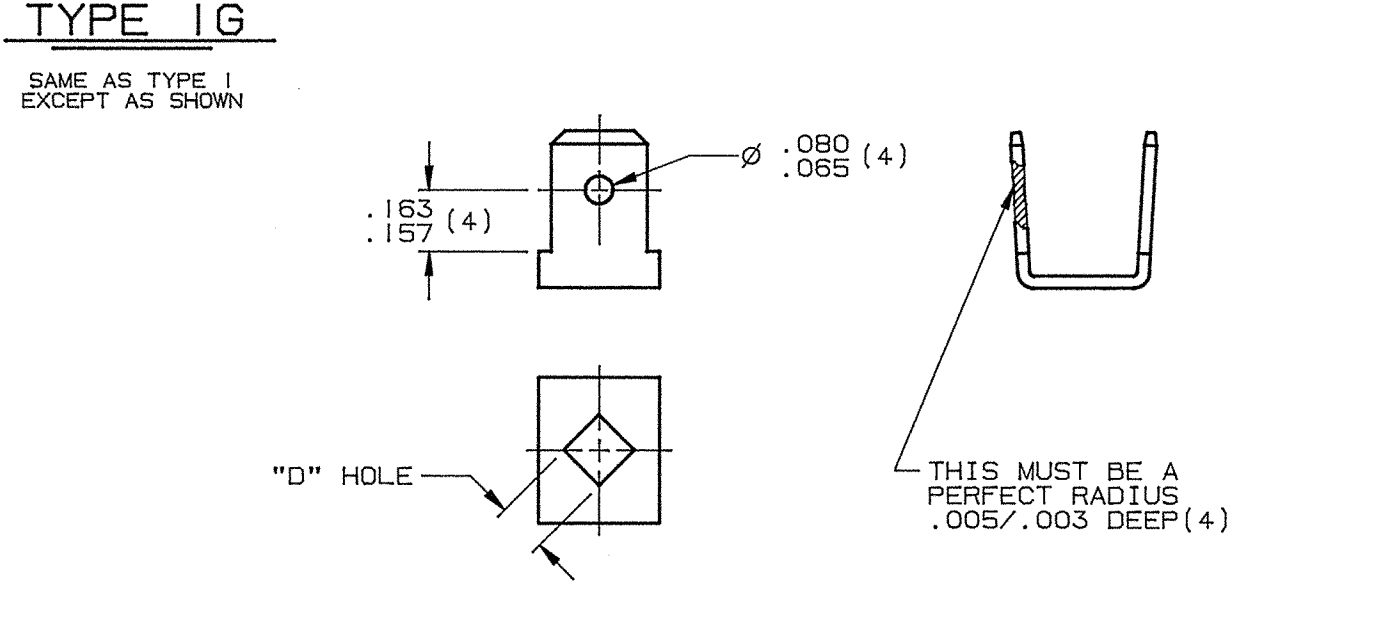 TYPE 1G
SAME AS TYPE 1
EXCEPT AS SHOWN
Ø .080
.065 (4)
.163
.157 (4)
"D" HOLE
THIS MUST BE A
PERFECT RADIUS
.005/.003 DEEP(4)